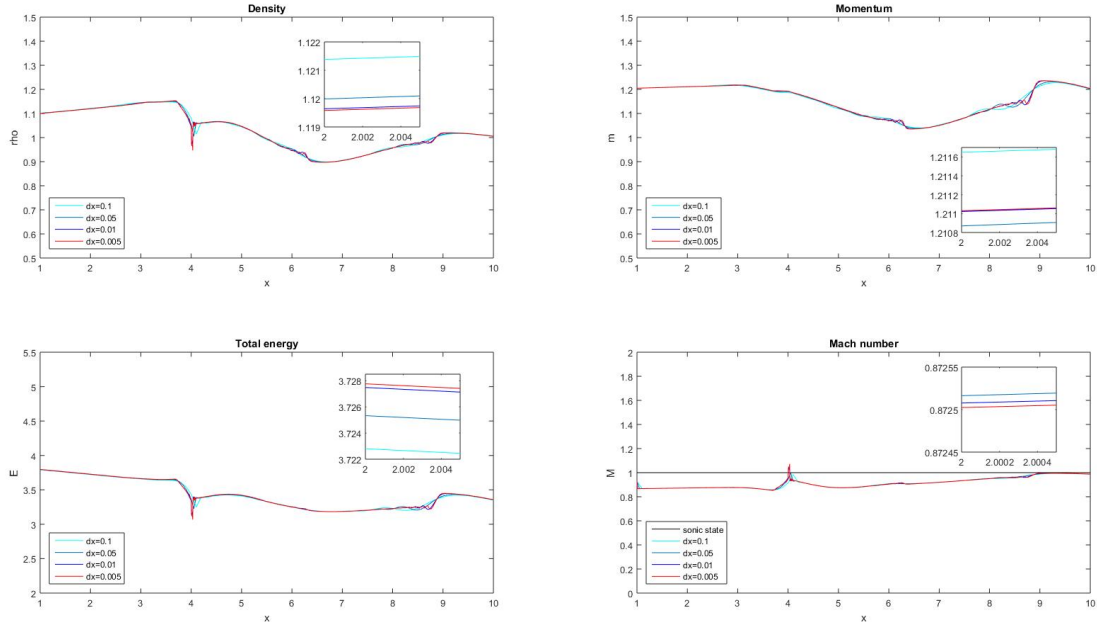 Density
1.5
1.4
1.3
1.2
1.1
1
0.9
0.8
0.7
0.6
0.5
rho
1.122
1.121
1.12
1.119
2 2.002 2.004
dx=0.1
dx=0.05
dx=0.01
dx=0.005
1 2 3 4 5 6 7 8 9 10
x
Momentum
1.5
1.4
1.3
1.2
1.1
1
0.9
0.8
0.7
0.6
0.5
m
1.2116
1.2114
1.2112
1.211
1.2108
2 2.002 2.004
dx=0.1
dx=0.05
dx=0.01
dx=0.005
1 2 3 4 5 6 7 8 9 10
x
Total energy
5.5
5
4.5
4
3.5
3
2.5
2
E
3.728
3.726
3.724
3.722
2 2.002 2.004
dx=0.1
dx=0.05
dx=0.01
dx=0.005
1 2 3 4 5 6 7 8 9 10
x
Mach number
2
1.8
1.6
1.4
1.2
1
0.8
0.6
0.4
0.2
0
M
0.87255
0.8725
0.87245
2 2.0002 2.0004
sonic state
dx=0.1
dx=0.05
dx=0.01
dx=0.005
1 2 3 4 5 6 7 8 9 10
x